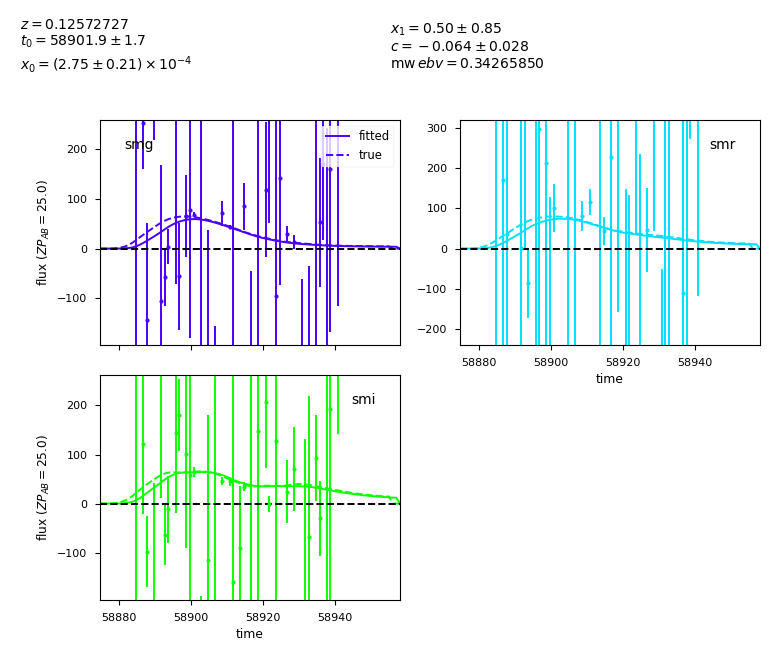 z = 0.12572727
t₀ = 58901.9 ± 1.7
x₀ = (2.75 ± 0.21) × 10⁻⁴
x₁ = 0.50 ± 0.85
c = −0.064 ± 0.028
mw ebv = 0.34265850
smg
fitted
true
200
100
0
−100
flux (ZP_AB = 25.0)
smr
300
200
100
0
−100
−200
58880 58900 58920 58940
time
smi
200
100
0
−100
flux (ZP_AB = 25.0)
58880 58900 58920 58940
time